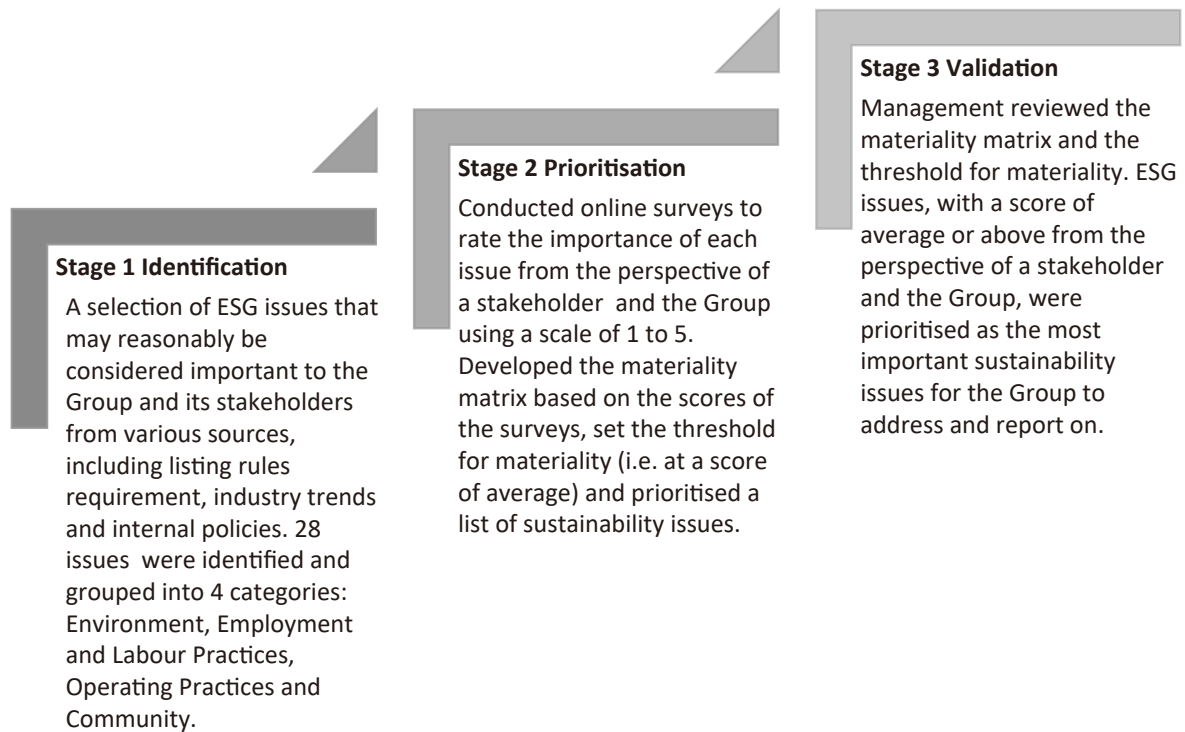 Stage 1 Identification
A selection of ESG issues that
may reasonably be
considered important to the
Group and its stakeholders
from various sources,
including listing rules
requirement, industry trends
and internal policies. 28
issues  were identified and
grouped into 4 categories:
Environment, Employment
and Labour Practices,
Operating Practices and
Community.
Stage 2 Prioritisation
Conducted online surveys to
rate the importance of each
issue from the perspective of
a stakeholder  and the Group
using a scale of 1 to 5.
Developed the materiality
matrix based on the scores of
the surveys, set the threshold
for materiality (i.e. at a score
of average) and prioritised a
list of sustainability issues.
Stage 3 Validation
Management reviewed the
materiality matrix and the
threshold for materiality. ESG
issues, with a score of
average or above from the
perspective of a stakeholder
and the Group, were
prioritised as the most
important sustainability
issues for the Group to
address and report on.